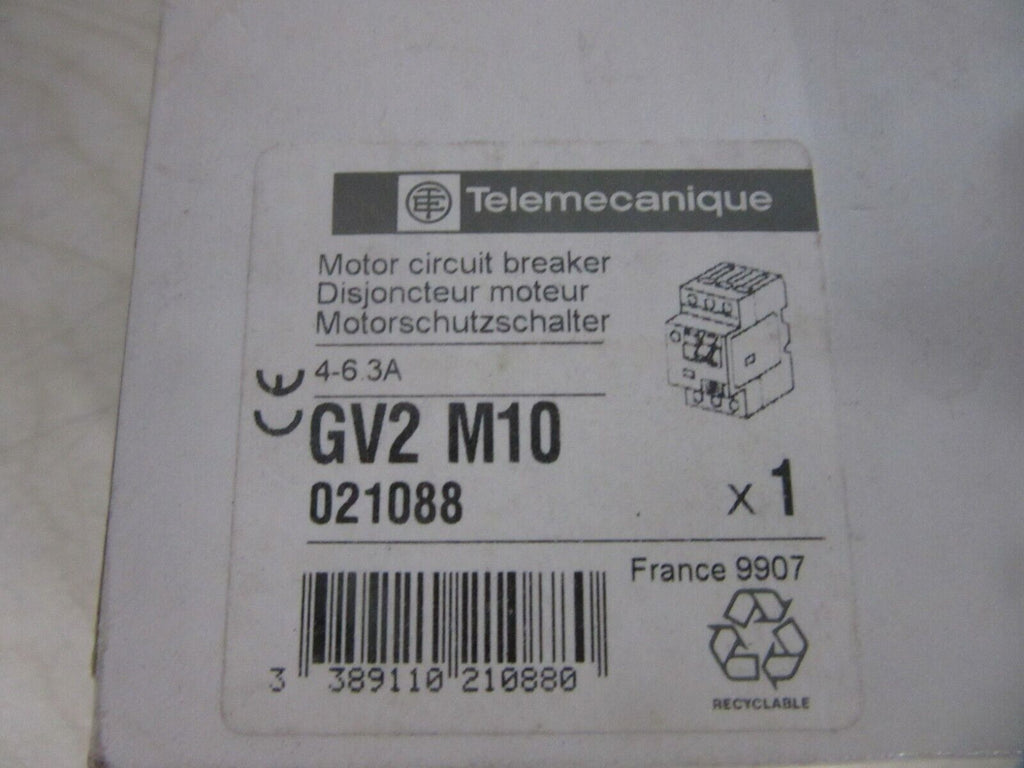 Telemecanique
Motor circuit breaker
Disjoncteur moteur
Motorschutzschalter
CE
4-6.3A
GV2 M10
021088
x 1
France 9907
3 389110 210880
RECYCLABLE